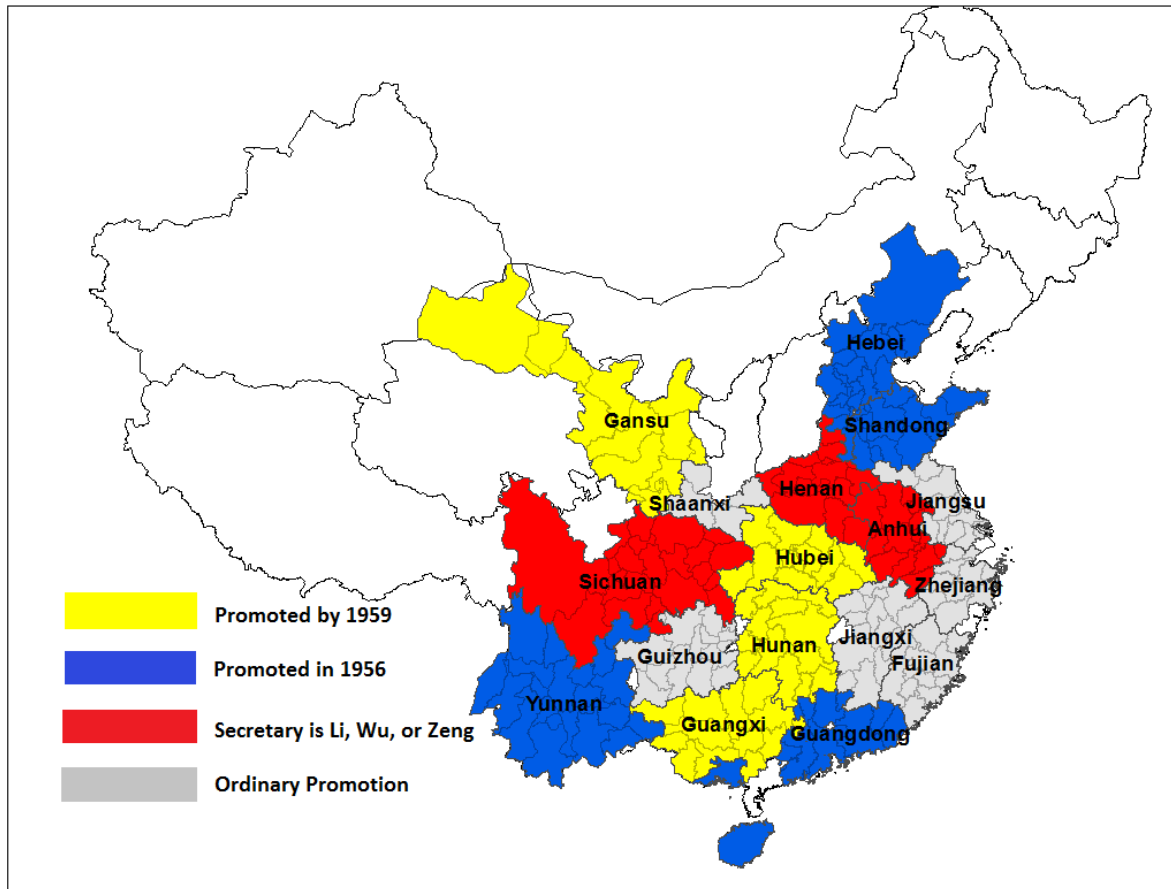 Hebei
Shandong
Gansu
Shaanxi
Henan
Jiangsu
Anhui
Hubei
Sichuan
Zhejiang
Hunan
Jiangxi
Guizhou
Fujian
Yunnan
Guangxi
Guangdong
Promoted by 1959
Promoted in 1956
Secretary is Li, Wu, or Zeng
Ordinary Promotion